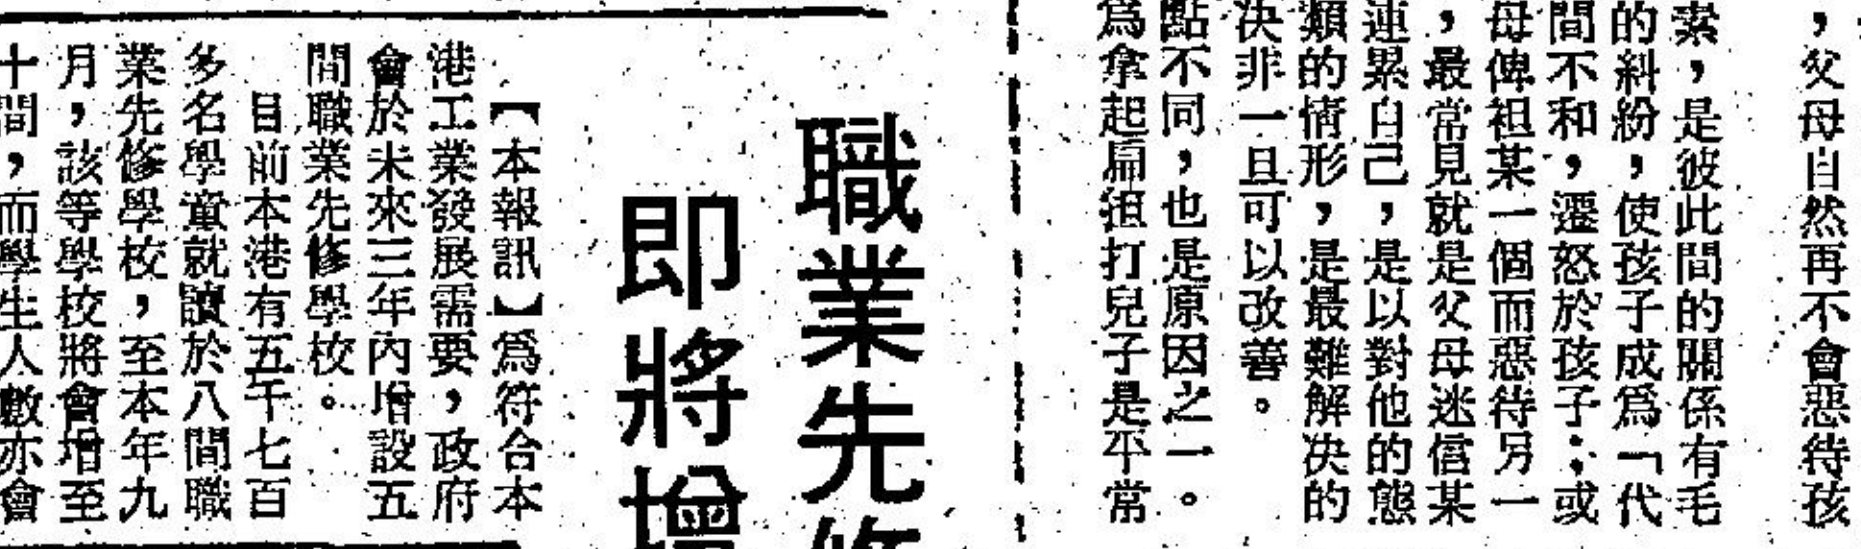 ，父母自然再不會惡待孩
素，是彼此間的關係有毛
的糾紛，使孩子成爲「代
間不和，遷怒於孩子；或
母俾祖某一個而惡待另一
，最常見就是父母迷信某
連累自己，是以對他的態
類的情形，是最難解決的
決非一旦可以改善。
點不同，也是原因之一。
爲拿起扁担打兒子是平常
職業先修
即將增
【本報訊】爲符合本
港工業發展需要，政府
會於未來三年內增設五
間職業先修學校。
目前本港有五千七百
多名學童就讀於八間職
業先修學校，至本年九
月，該等學校將會增至
十間，而學生人數亦會